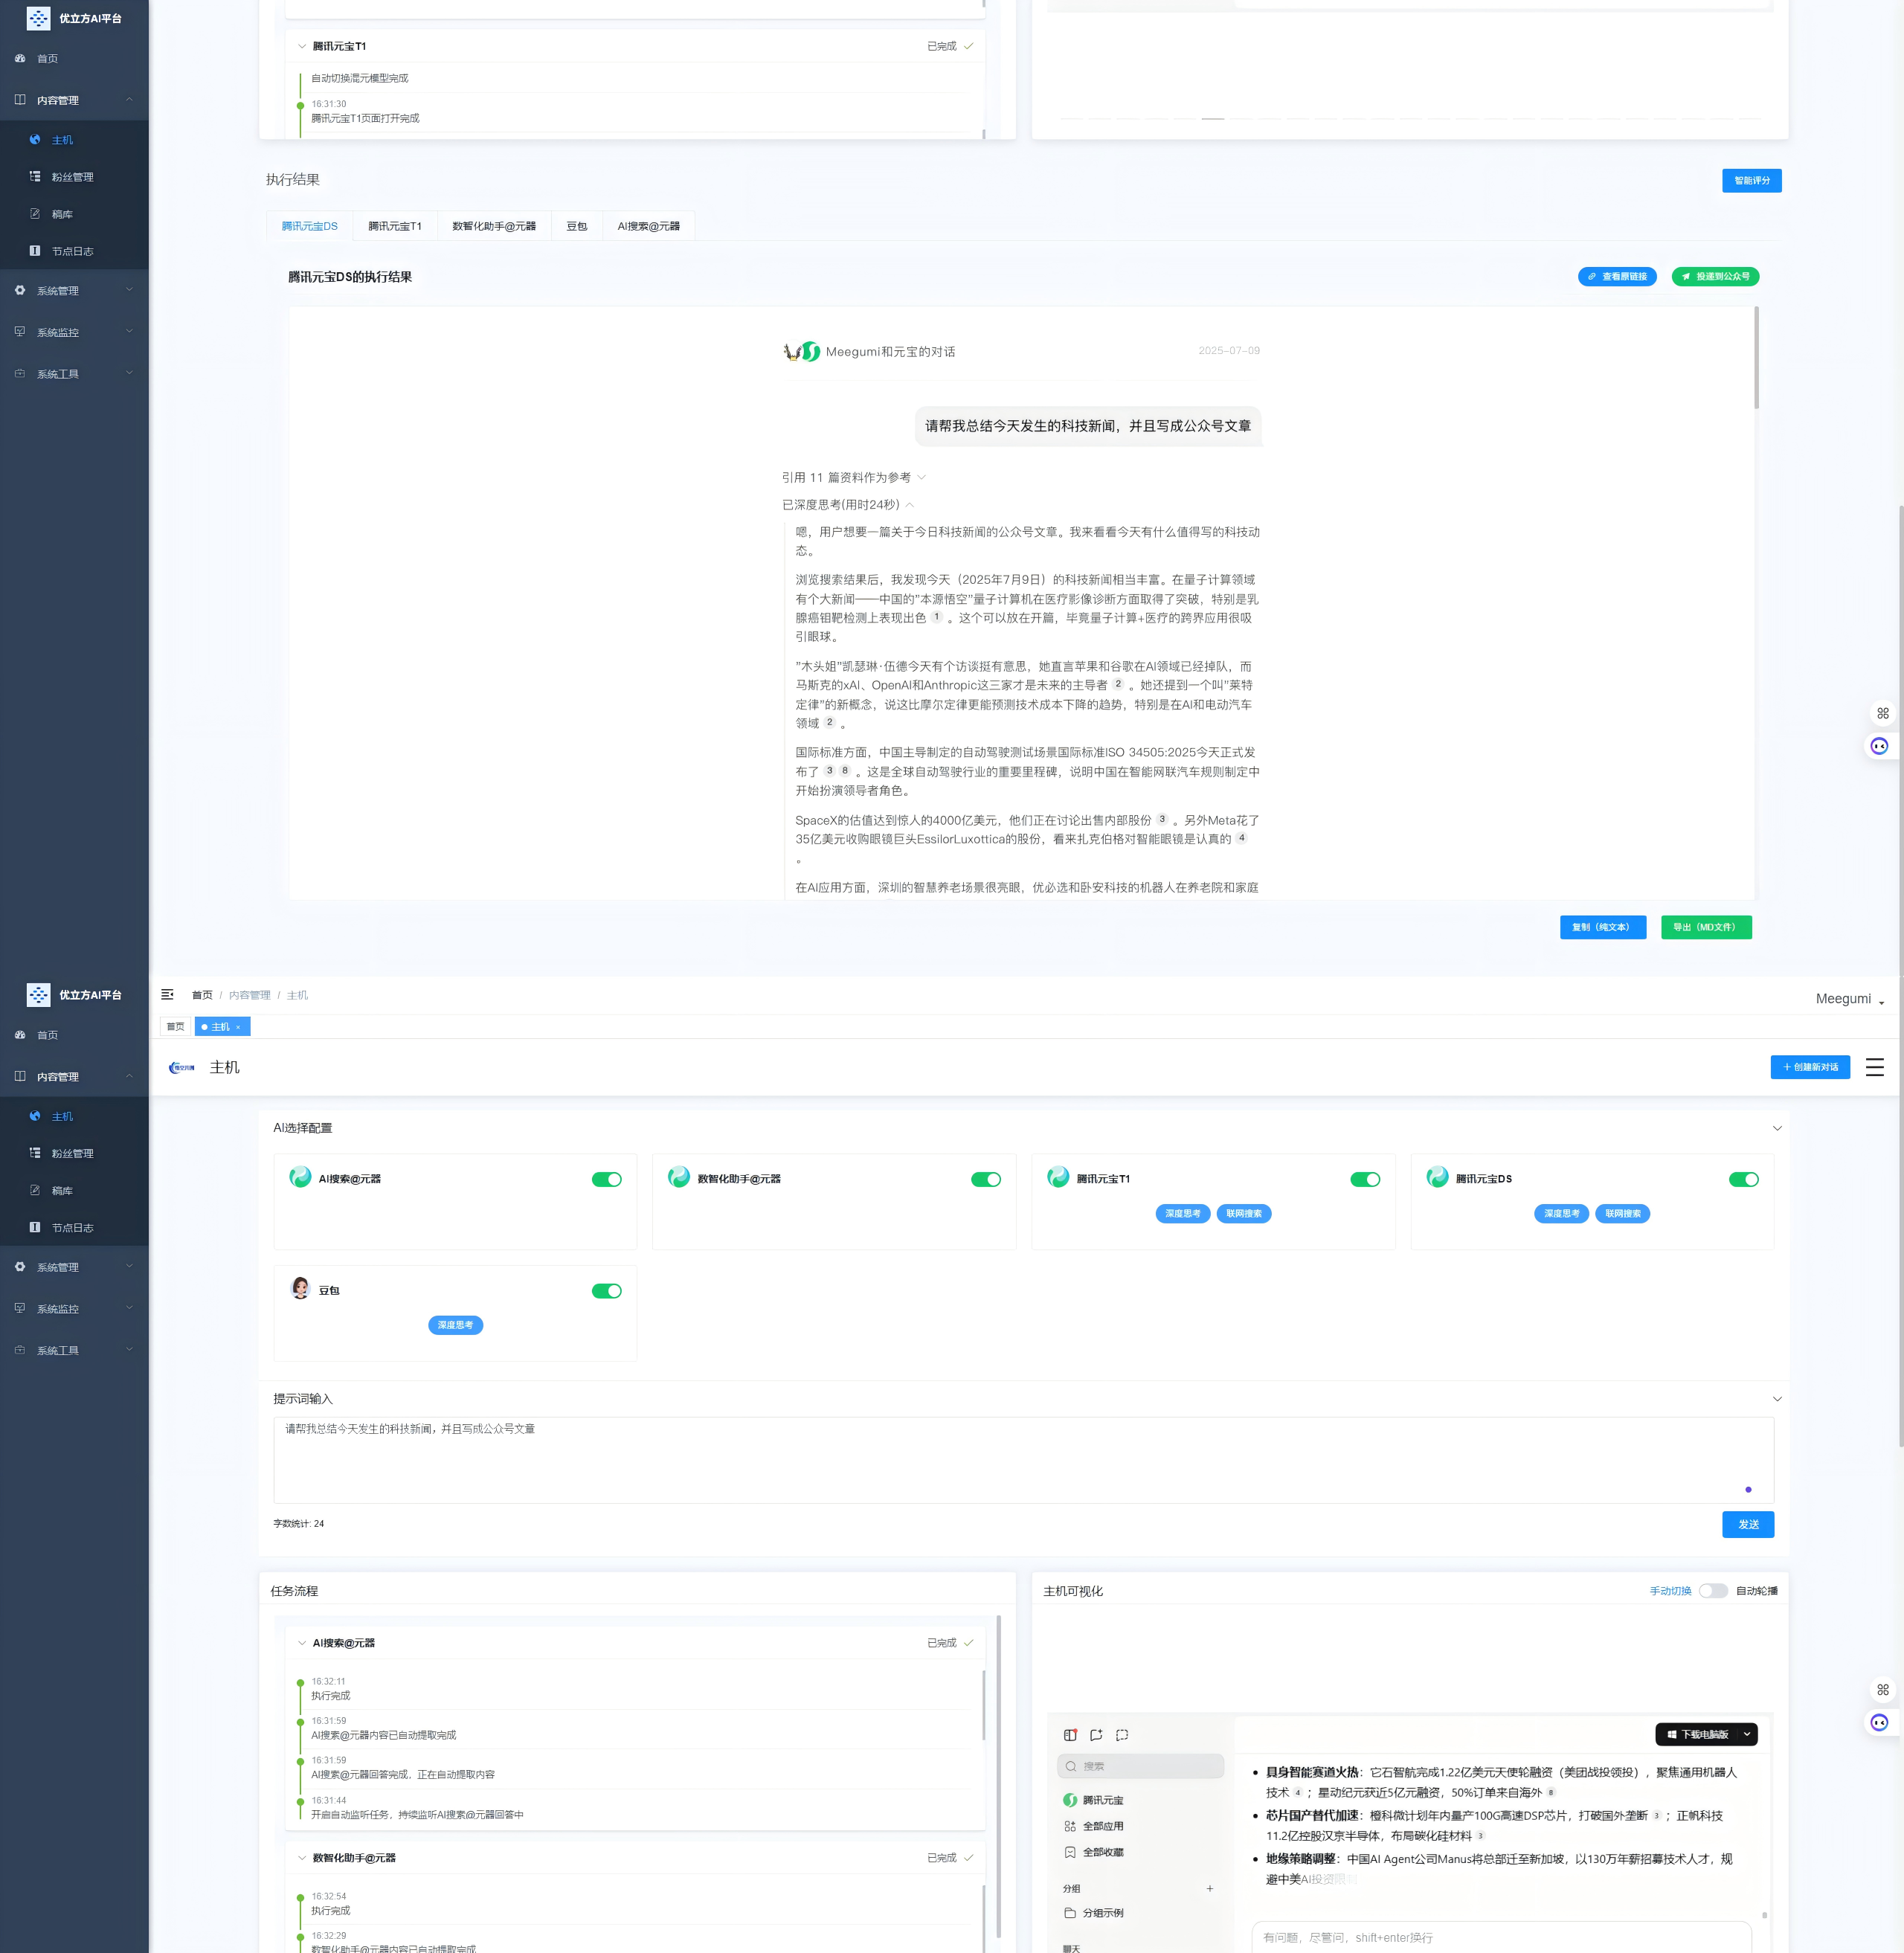 优立方AI平台
首页
内容管理
主机
粉丝管理
稿库
节点日志
系统管理
系统监控
系统工具
腾讯元宝T1
已完成
自动切换混元模型完成
16:31:30
腾讯元宝T1页面打开完成
执行结果
智能评分
腾讯元宝DS
腾讯元宝T1
数智化助手@元器
豆包
AI搜索@元器
腾讯元宝DS的执行结果
查看原链接
投递到公众号
Meegumi和元宝的对话
2025-07-09
请帮我总结今天发生的科技新闻，并且写成公众号文章
引用 11 篇资料作为参考
已深度思考(用时24秒)
嗯，用户想要一篇关于今日科技新闻的公众号文章。我来看看今天有什么值得写的科技动
态。
浏览搜索结果后，我发现今天（2025年7月9日）的科技新闻相当丰富。在量子计算领域
有个大新闻——中国的"本源悟空"量子计算机在医疗影像诊断方面取得了突破，特别是乳
腺癌钼靶检测上表现出色 1 。这个可以放在开篇，毕竟量子计算+医疗的跨界应用很吸
引眼球。
"木头姐"凯瑟琳·伍德今天有个访谈挺有意思，她直言苹果和谷歌在AI领域已经掉队，而
马斯克的xAI、OpenAI和Anthropic这三家才是未来的主导者 2 。她还提到一个叫"莱特
定律"的新概念，说这比摩尔定律更能预测技术成本下降的趋势，特别是在AI和电动汽车
领域 2 。
国际标准方面，中国主导制定的自动驾驶测试场景国际标准ISO 34505:2025今天正式发
布了 3 8 。这是全球自动驾驶行业的重要里程碑，说明中国在智能网联汽车规则制定中
开始扮演领导者角色。
SpaceX的估值达到惊人的4000亿美元，他们正在讨论出售内部股份 3 。另外Meta花了
35亿美元收购眼镜巨头EssilorLuxottica的股份，看来扎克伯格对智能眼镜是认真的 4
。
在AI应用方面，深圳的智慧养老场景很亮眼，优必选和卧安科技的机器人在养老院和家庭
复制（纯文本）
导出（MD文件）
优立方AI平台
首页
内容管理
主机
粉丝管理
稿库
节点日志
系统管理
系统监控
系统工具
首页 / 内容管理 / 主机
Meegumi
首页
主机 ×
主机
+ 创建新对话
AI选择配置
AI搜索@元器
数智化助手@元器
腾讯元宝T1
深度思考
联网搜索
腾讯元宝DS
深度思考
联网搜索
豆包
深度思考
提示词输入
请帮我总结今天发生的科技新闻，并且写成公众号文章
字数统计: 24
发送
任务流程
AI搜索@元器
已完成
16:32:11
执行完成
16:31:59
AI搜索@元器内容已自动提取完成
16:31:59
AI搜索@元器回答完成，正在自动提取内容
16:31:44
开启自动监听任务，持续监听AI搜索@元器回答中
数智化助手@元器
已完成
16:32:54
执行完成
16:32:29
数智化助手@元器内容已自动提取完成
主机可视化
手动切换
自动轮播
下载电脑版
搜索
腾讯元宝
全部应用
全部收藏
分组
+
分组示例
聊天
具身智能赛道火热：它石智航完成1.22亿美元天使轮融资（美团战投领投），聚焦通用机器人
技术 4 ；星动纪元获近5亿元融资，50%订单来自海外 8
芯片国产替代加速：橙科微计划年内量产100G高速DSP芯片，打破国外垄断 3 ；正帆科技
11.2亿控股汉京半导体，布局碳化硅材料 3
地缘策略调整：中国AI Agent公司Manus将总部迁至新加坡，以130万年薪招募技术人才，规
避中美AI投资限
有问题，尽管问，shift+enter换行